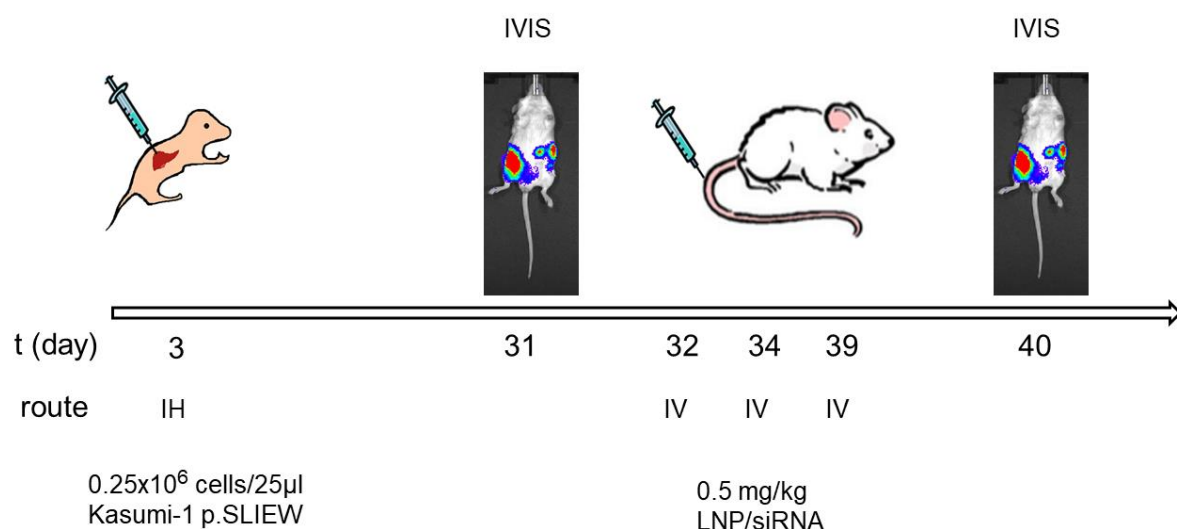 IVIS IVIS
t (day) 3 31 32 34 39 40
route IH IV IV IV
0.25x10⁶ cells/25µl
Kasumi-1 p.SLIEW
0.5 mg/kg
LNP/siRNA